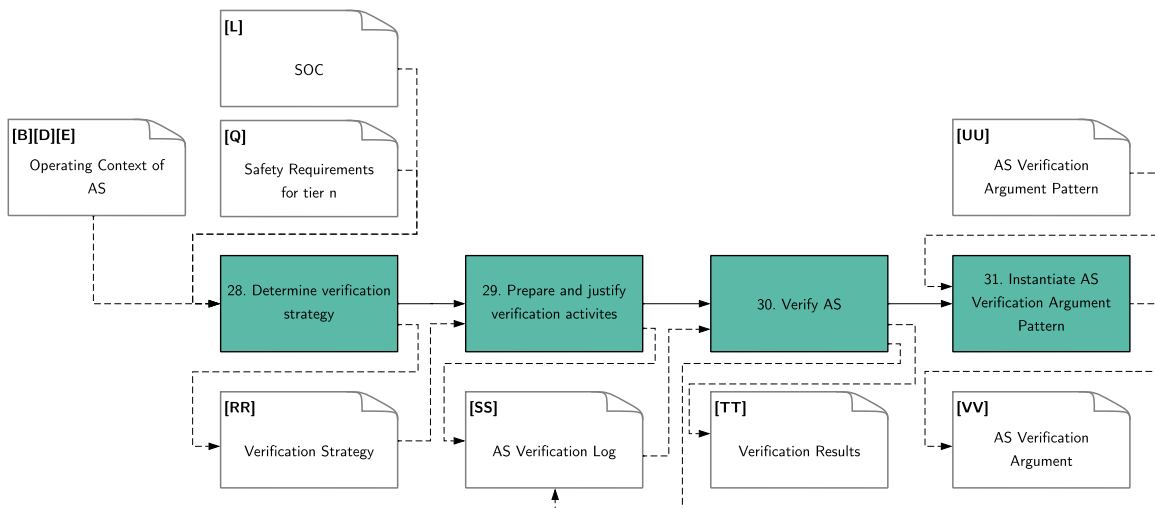 [L]
SOC
[B][D][E]
Operating Context of
AS
[Q]
Safety Requirements
for tier n
[UU]
AS Verification
Argument Pattern
28. Determine verification
strategy
29. Prepare and justify
verification activites
30. Verify AS
31. Instantiate AS
Verification Argument
Pattern
[RR]
Verification Strategy
[SS]
AS Verification Log
[TT]
Verification Results
[VV]
AS Verification
Argument